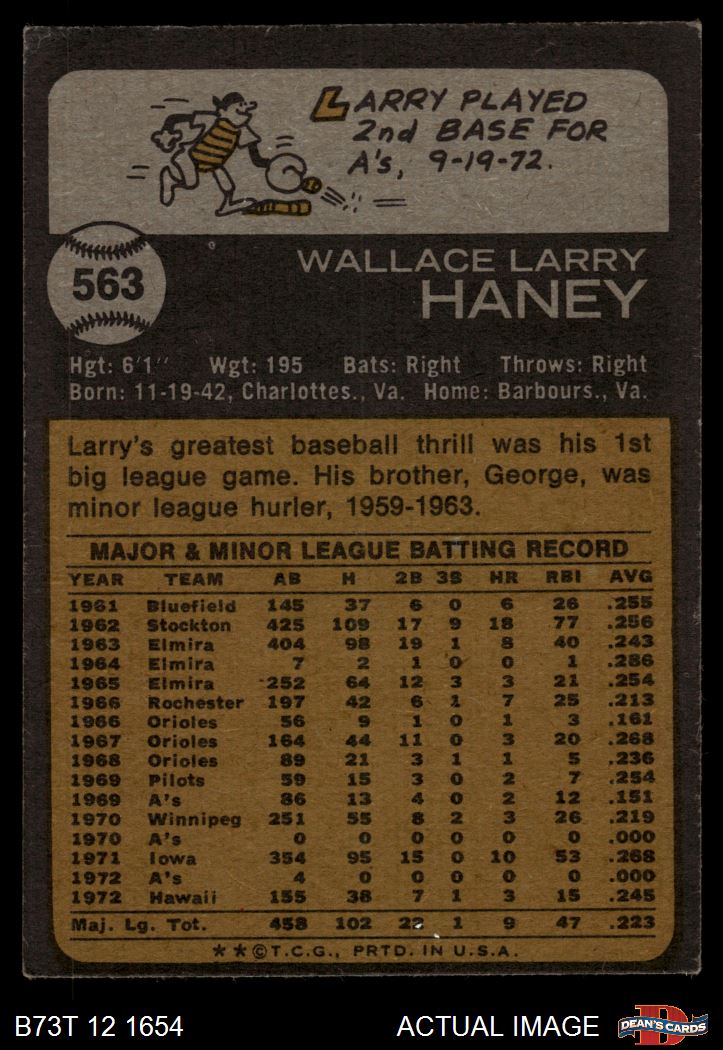 LARRY PLAYED
2nd BASE FOR
A's, 9-19-72.
563
WALLACE LARRY
HANEY
Hgt: 6'1" Wgt: 195 Bats: Right Throws: Right
Born: 11-19-42, Charlottes., Va. Home: Barbours., Va.
Larry's greatest baseball thrill was his 1st
big league game. His brother, George, was
minor league hurler, 1959-1963.
MAJOR & MINOR LEAGUE BATTING RECORD
YEAR TEAM AB H 2B 3B HR RBI AVG
1961 Bluefield 145 37 6 0 6 26 .255
1962 Stockton 425 109 17 9 18 77 .256
1963 Elmira 404 98 19 1 8 40 .243
1964 Elmira 7 2 1 0 0 1 .286
1965 Elmira 252 64 12 3 3 21 .254
1966 Rochester 197 42 6 1 7 25 .213
1966 Orioles 56 9 1 0 1 3 .161
1967 Orioles 164 44 11 0 3 20 .268
1968 Orioles 89 21 3 1 1 5 .236
1969 Pilots 59 15 3 0 2 7 .254
1969 A's 86 13 4 0 2 12 .151
1970 Winnipeg 251 55 8 2 3 26 .219
1970 A's 0 0 0 0 0 0 .000
1971 Iowa 354 95 15 0 10 53 .268
1972 A's 4 0 0 0 0 0 .000
1972 Hawaii 155 38 7 1 3 15 .245
Maj. Lg. Tot. 458 102 22 1 9 47 .223
**©T.C.G., PRTD. IN U.S.A.
B73T 12 1654 ACTUAL IMAGE DEAN'S CARDS